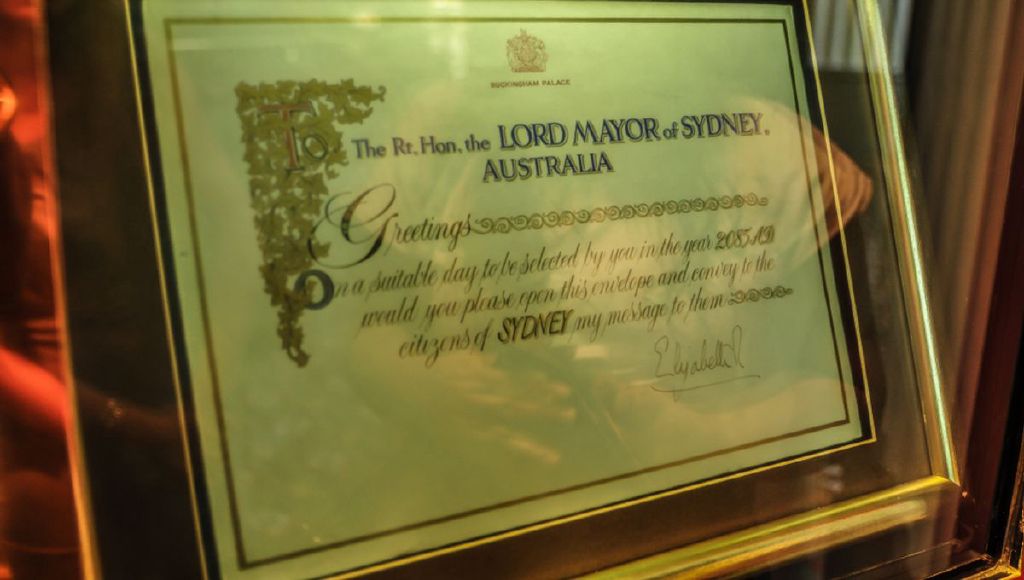 BUCKINGHAM PALACE
To The Rt. Hon. the LORD MAYOR of SYDNEY,
AUSTRALIA
Greetings
On a suitable day to be selected by you in the year 2085 A.D
would you please open this envelope and convey to the
citizens of SYDNEY my message to them
Elizabeth R